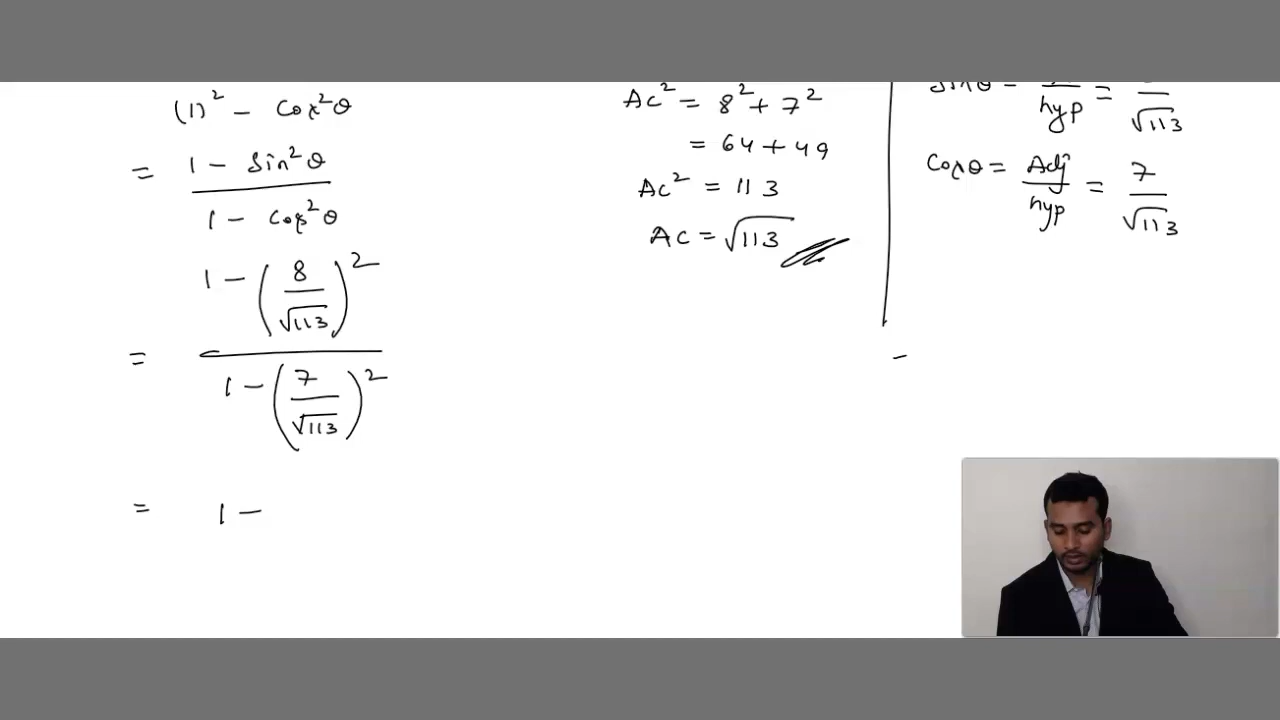 (1)² - Cos²θ
= 1 - Sin²θ
1 - Cos²θ
1 - (8/√113)²
=
1 - (7/√113)²
= 1 -
AC² = 8² + 7²
= 64 + 49
AC² = 113
AC = √113
hyp = √113
Cosθ = Adj/hyp = 7/√113
-